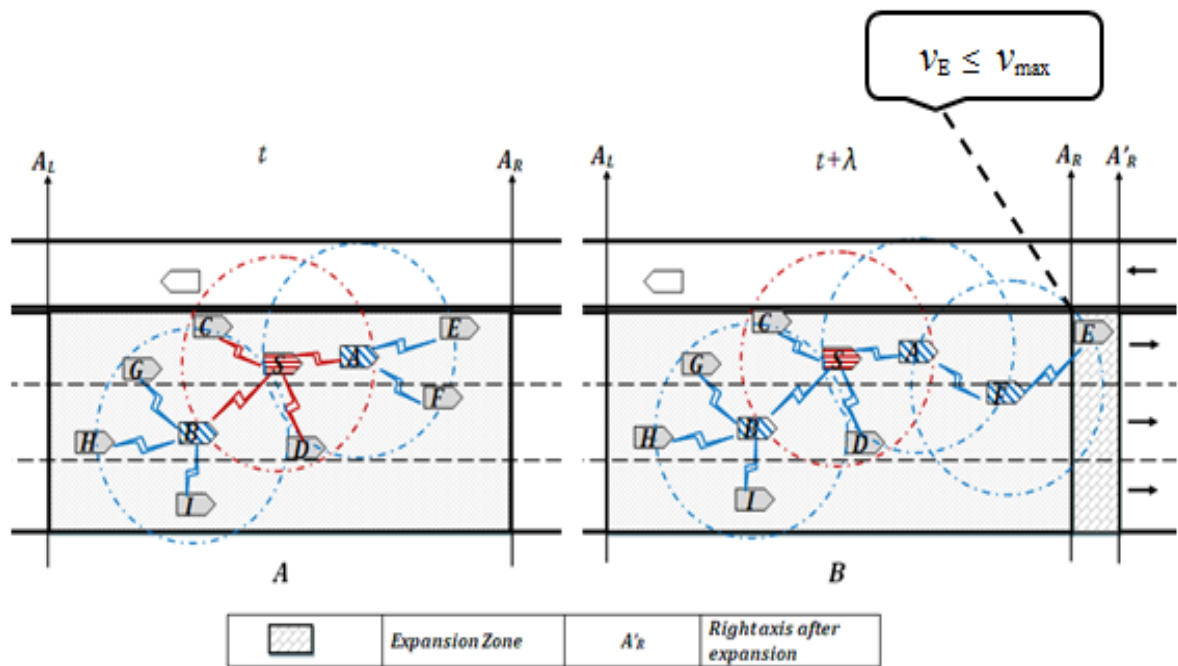 v_E ≤ v_max
A_L
t
A_R
A_L
t+λ
A_R
A'_R
C
E
G
S
A
F
B
H
D
I
A
C
E
G
S
A
F
B
H
D
I
B
Expansion Zone
A'_R
Right axis after
expansion